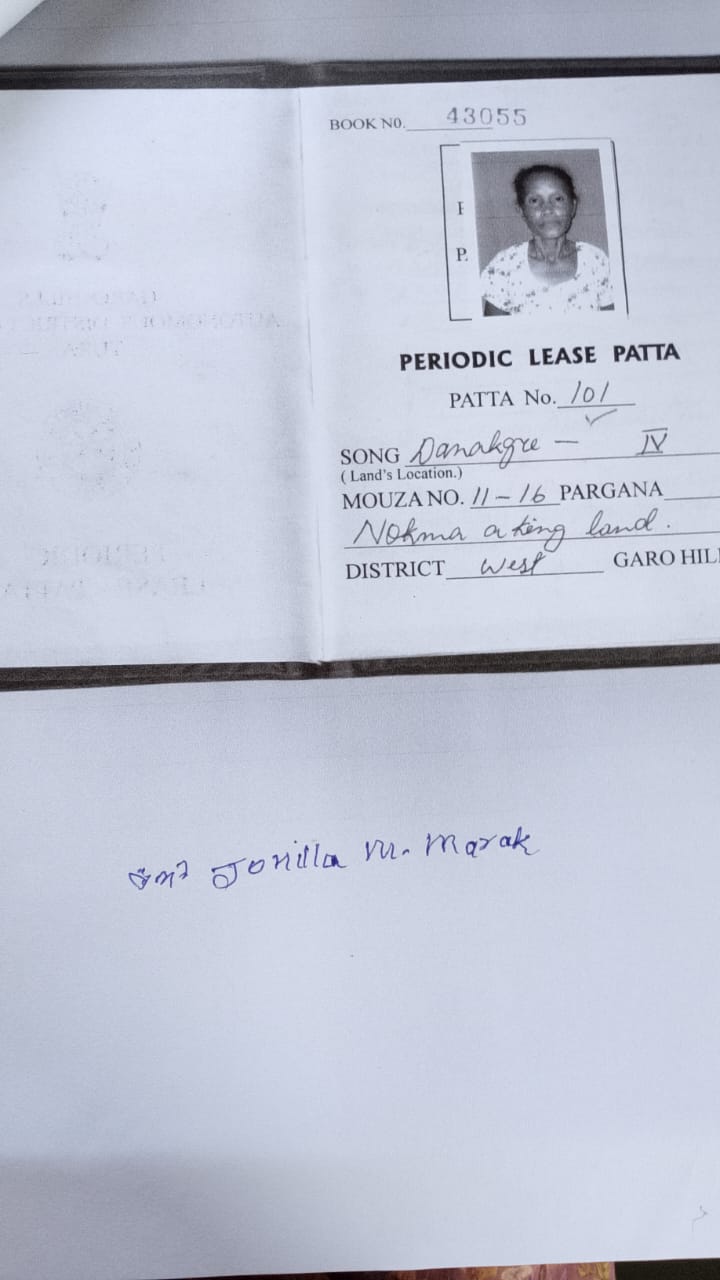 BOOK NO. 43055
P.
PERIODIC LEASE PATTA
PATTA No. 101
SONG Danakgre — IV
( Land's Location.)
MOUZA NO. 11-16 PARGANA
Nokma a king land.
DISTRICT West GARO HILL
Jonilla M. Marak